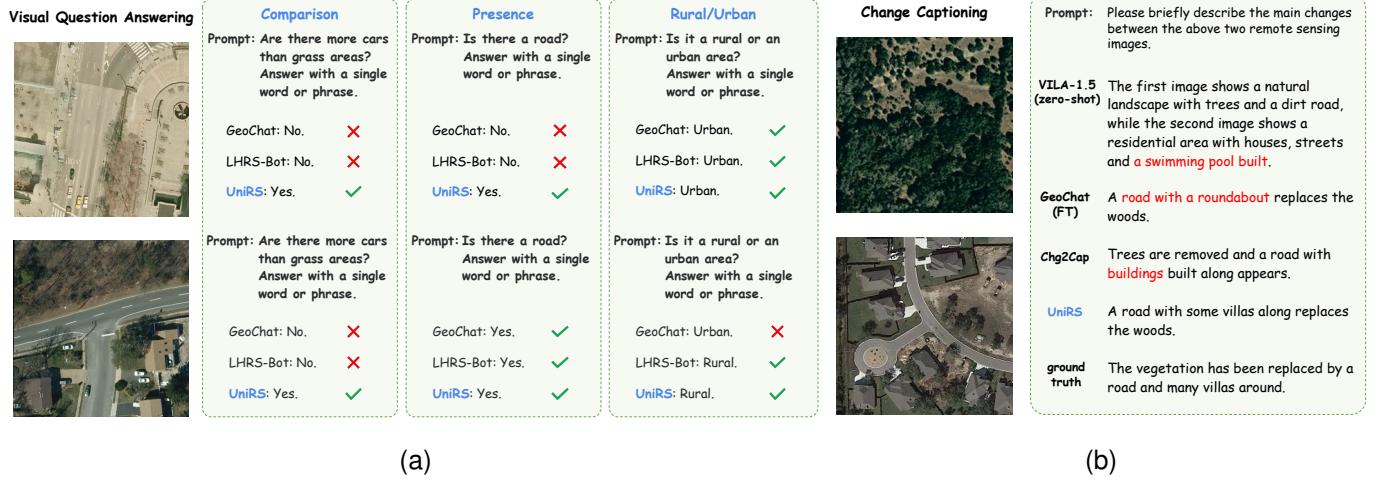 Visual Question Answering
Comparison
Prompt: Are there more cars
than grass areas?
Answer with a single
word or phrase.
GeoChat: No.
LHRS-Bot: No.
UniRS: Yes.
Prompt: Are there more cars
than grass areas?
Answer with a single
word or phrase.
GeoChat: No.
LHRS-Bot: No.
UniRS: Yes.
Presence
Prompt: Is there a road?
Answer with a single
word or phrase.
GeoChat: No.
LHRS-Bot: No.
UniRS: Yes.
Prompt: Is there a road?
Answer with a single
word or phrase.
GeoChat: Yes.
LHRS-Bot: Yes.
UniRS: Yes.
Rural/Urban
Prompt: Is it a rural or an
urban area?
Answer with a single
word or phrase.
GeoChat: Urban.
LHRS-Bot: Urban.
UniRS: Urban.
Prompt: Is it a rural or an
urban area?
Answer with a single
word or phrase.
GeoChat: Urban.
LHRS-Bot: Rural.
UniRS: Rural.
(a)
Change Captioning
Prompt: Please briefly describe the main changes
between the above two remote sensing
images.
VILA-1.5
(zero-shot)
The first image shows a natural
landscape with trees and a dirt road,
while the second image shows a
residential area with houses, streets
and a swimming pool built.
GeoChat
(FT)
A road with a roundabout replaces the
woods.
Chg2Cap
Trees are removed and a road with
buildings built along appears.
UniRS
A road with some villas along replaces
the woods.
ground
truth
The vegetation has been replaced by a
road and many villas around.
(b)